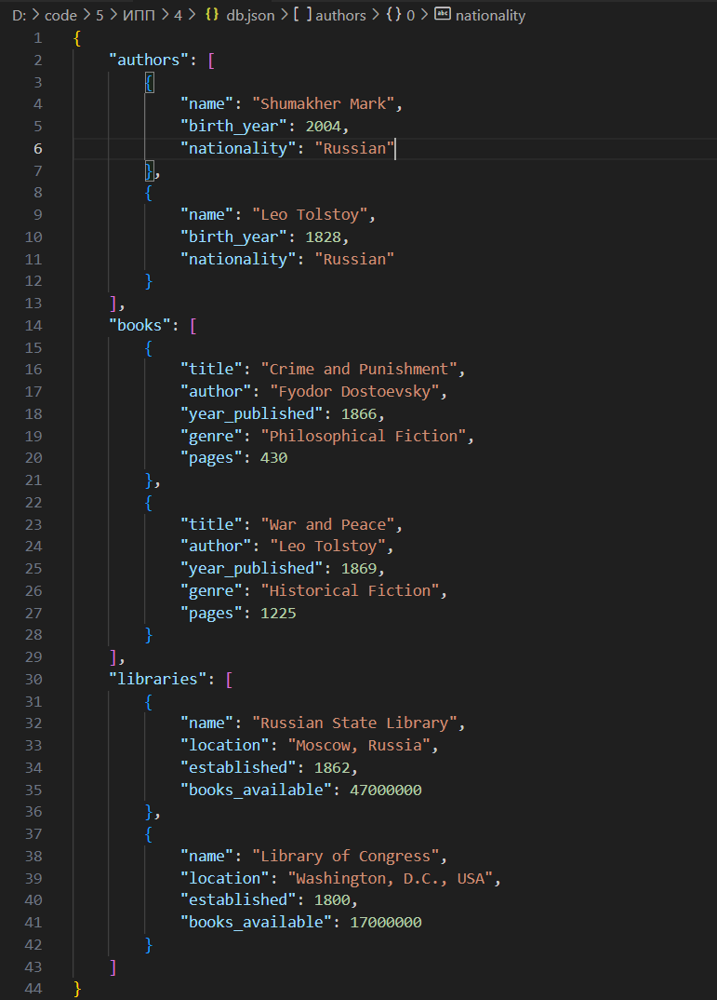 D: > code > 5 > ИПП > 4 > {} db.json > [ ] authors > {} 0 > abc nationality
1 {
2     "authors": [
3         {
4             "name": "Shumakher Mark",
5             "birth_year": 2004,
6             "nationality": "Russian"
7         },
8         {
9             "name": "Leo Tolstoy",
10             "birth_year": 1828,
11             "nationality": "Russian"
12         }
13     ],
14     "books": [
15         {
16             "title": "Crime and Punishment",
17             "author": "Fyodor Dostoevsky",
18             "year_published": 1866,
19             "genre": "Philosophical Fiction",
20             "pages": 430
21         },
22         {
23             "title": "War and Peace",
24             "author": "Leo Tolstoy",
25             "year_published": 1869,
26             "genre": "Historical Fiction",
27             "pages": 1225
28         }
29     ],
30     "libraries": [
31         {
32             "name": "Russian State Library",
33             "location": "Moscow, Russia",
34             "established": 1862,
35             "books_available": 47000000
36         },
37         {
38             "name": "Library of Congress",
39             "location": "Washington, D.C., USA",
40             "established": 1800,
41             "books_available": 17000000
42         }
43     ]
44 }